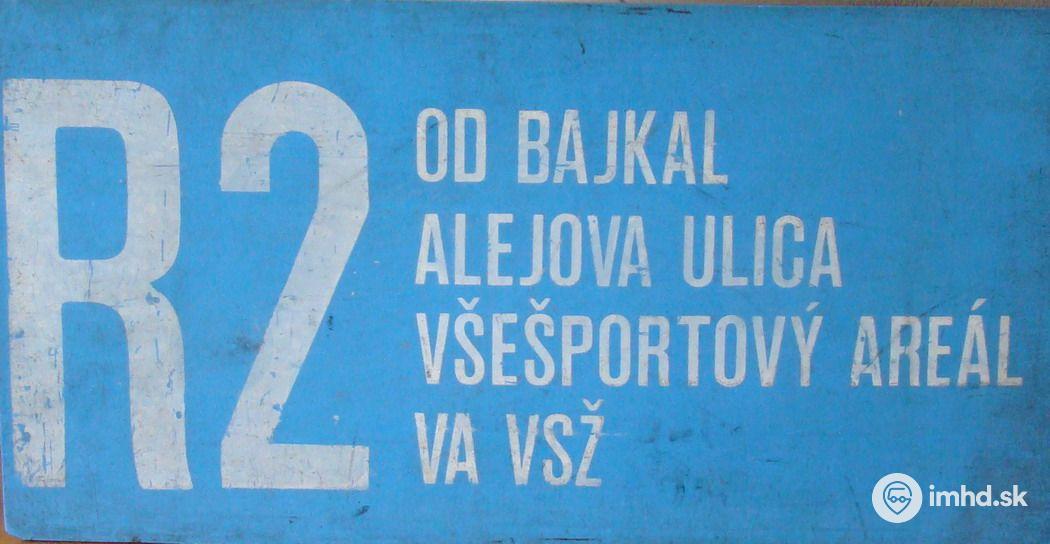 R2
OD BAJKAL
ALEJOVA ULICA
VŠEŠPORTOVÝ AREÁL
VA VSŽ
imhd.sk